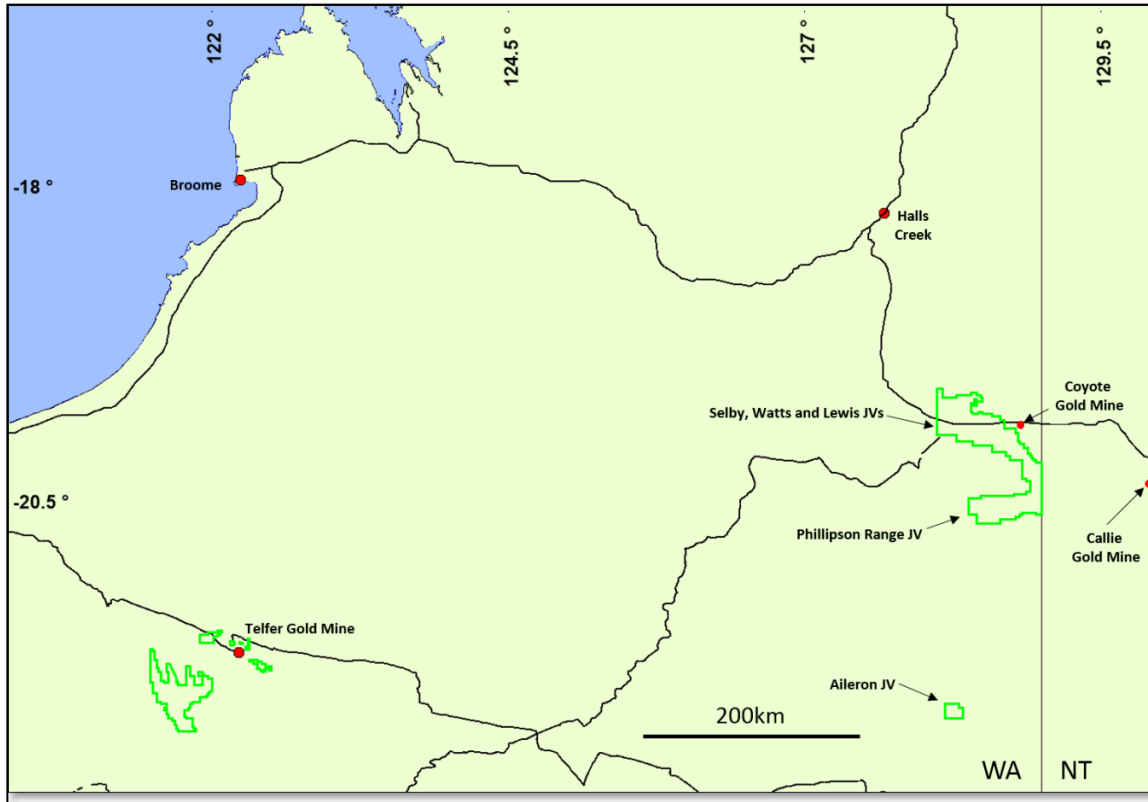 122 °
124.5 °
127 °
129.5 °
-18 °
Broome
Halls
Creek
Coyote
Gold Mine
Selby, Watts and Lewis JVs
-20.5 °
Phillipson Range JV
Callie
Gold Mine
Telfer Gold Mine
Aileron JV
200km
WA
NT